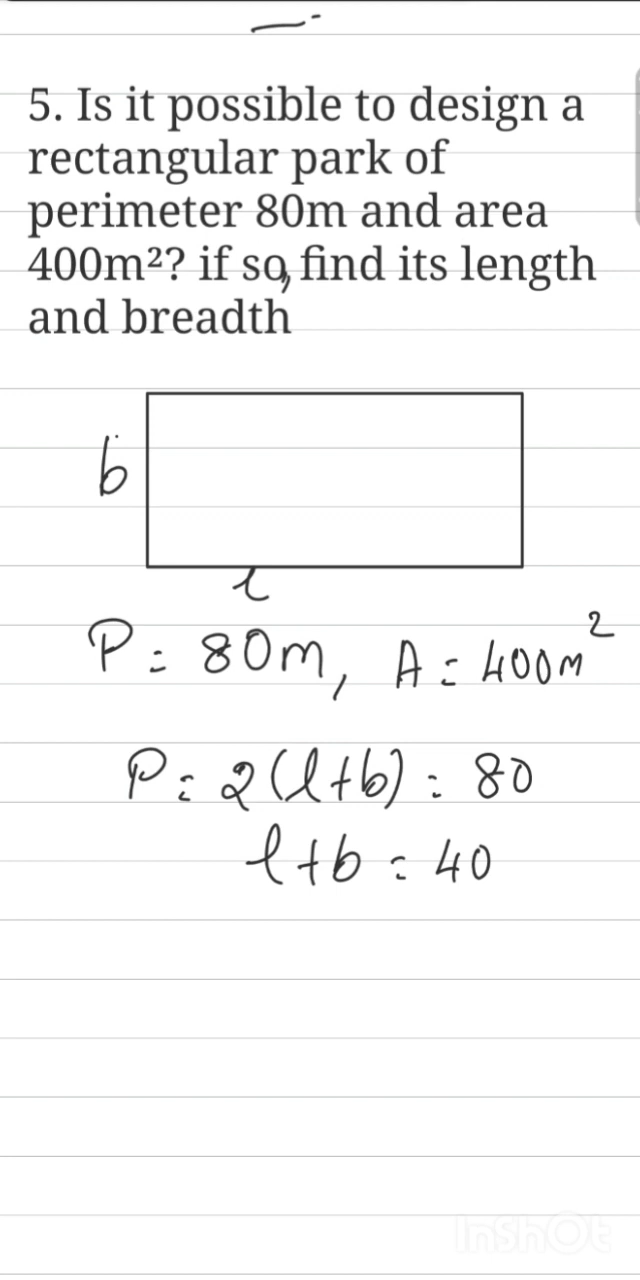 5. Is it possible to design a
rectangular park of
perimeter 80m and area
400m²? if so, find its length
and breadth
b
l
P = 80m, A = 400m²
P = 2(l+b) = 80
l+b = 40
InShOt